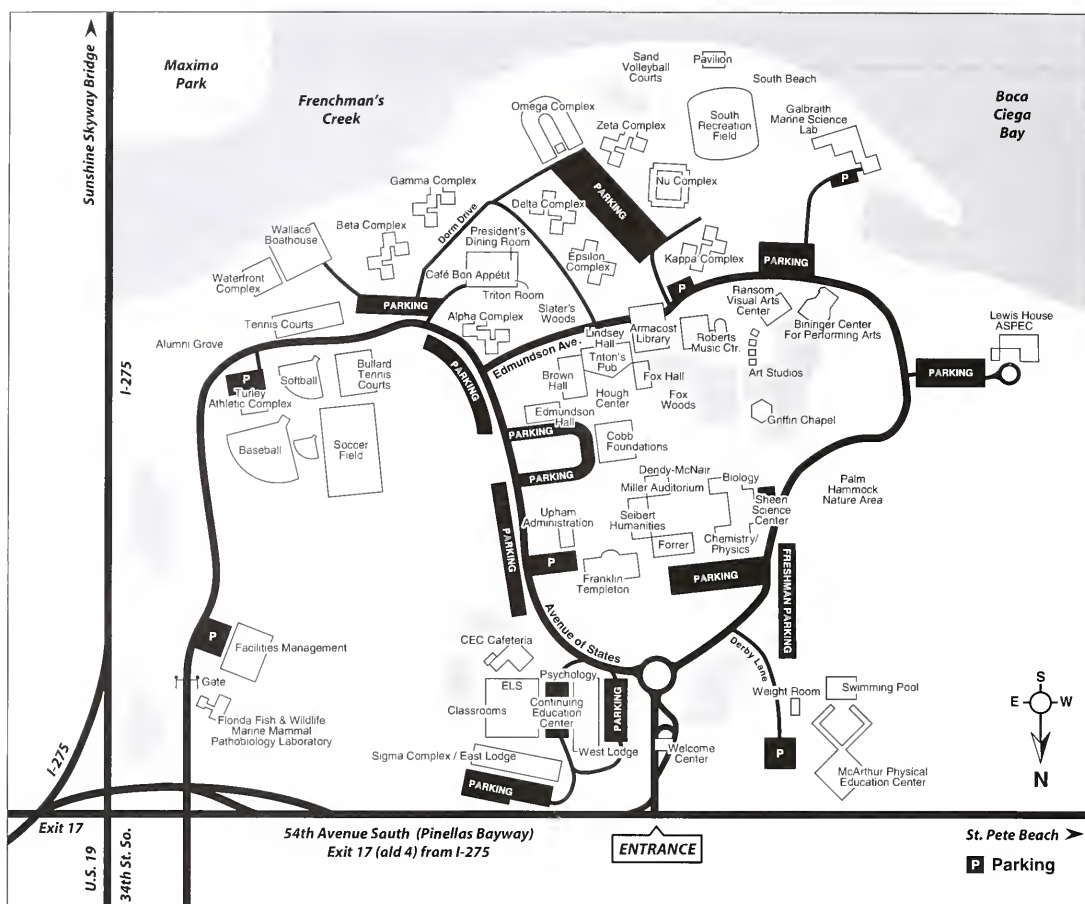 Sunshine Skyway Bridge
Maximo
Park
Frenchman's
Creek
Sand
Volleyball
Courts
Pavilion
South Beach
Baca
Ciega
Bay
Omega Complex
Zeta Complex
South
Recreation
Field
Galbraith
Marine Science
Lab
P
Gamma Complex
PARKING
Nu Complex
Dorm Drive
Delta Complex
Wallace
Boathouse
Beta Complex
President's
Dining Room
Epsilon
Complex
Kappa Complex
PARKING
Waterfront
Complex
Café Bon Appétit
Triton Room
P
PARKING
Ransom
Visual Arts
Center
Slater's
Woods
Tennis Courts
Alpha Complex
Lindsey
Hall
Armacost
Library
Roberts
Music Ctr.
Bininger Center
For Performing Arts
Lewis House
ASPEC
Alumni Grove
Edmundson Ave.
Triton's
Pub
I-275
P
Softball
Bullard
Tennis
Courts
PARKING
Brown
Hall
Fox Hall
Art Studios
PARKING
Turley
Athletic Complex
Hough
Center
Fox
Woods
Edmundson
Hall
Griffin Chapel
Baseball
Soccer
Field
PARKING
Cobb
Foundations
PARKING
Dendy-McNair
Miller Auditorium
Biology
Palm
Hammock
Nature Area
Sheen
Science
Center
Upham
Administration
Seibert
Humanities
PARKING
Forrer
Chemistry/
Physics
P
Franklin
Templeton
PARKING
FRESHMAN PARKING
Avenue of States
P
Facilities Management
CEC Cafeteria
Derby Lane
Gate
Psychology
ELS
Classrooms
Continuing
Education
Center
PARKING
Weight Room
Swimming Pool
S
E
W
N
Florida Fish & Wildlife
Marine Mammal
Pathobiology Laboratory
West Lodge
Welcome
Center
P
I-275
Sigma Complex / East Lodge
PARKING
McArthur Physical
Education Center
Exit 17
54th Avenue Sauth (Pinellas Bayway)
Exit 17 (ald 4) fram I-275
ENTRANCE
St. Pete Beach
P Parking
U.S. 19
34th St. So.